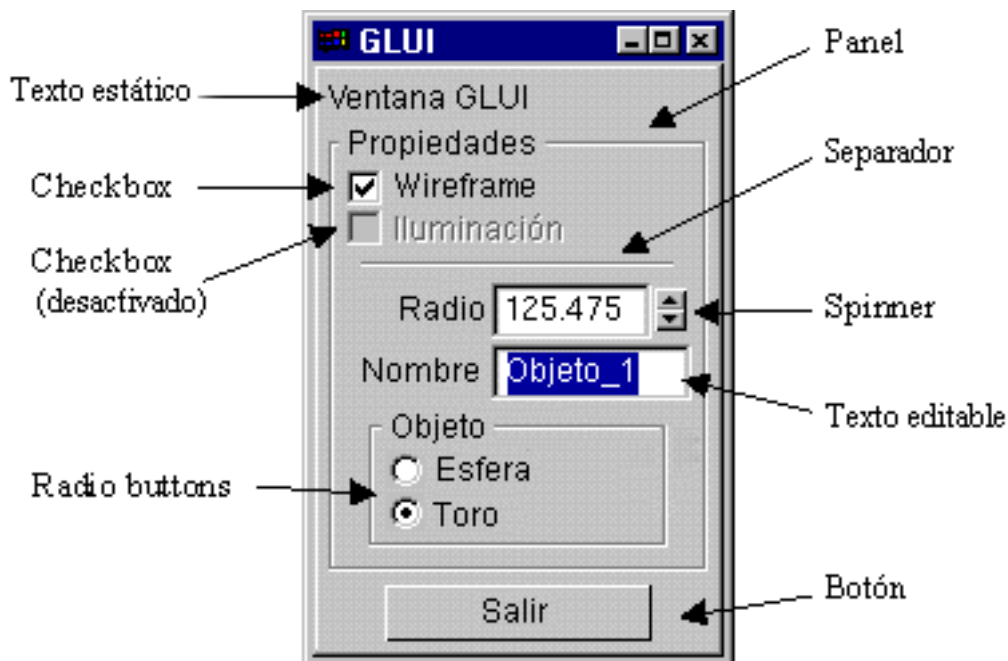 GLUI
Panel
Texto estático
Ventana GLUI
Propiedades
Separador
Checkbox
Wireframe
Iluminación
Checkbox
(desactivado)
Radio
125.475
Spinner
Nombre
Objeto_1
Texto editable
Objeto
Esfera
Radio buttons
Toro
Botón
Salir